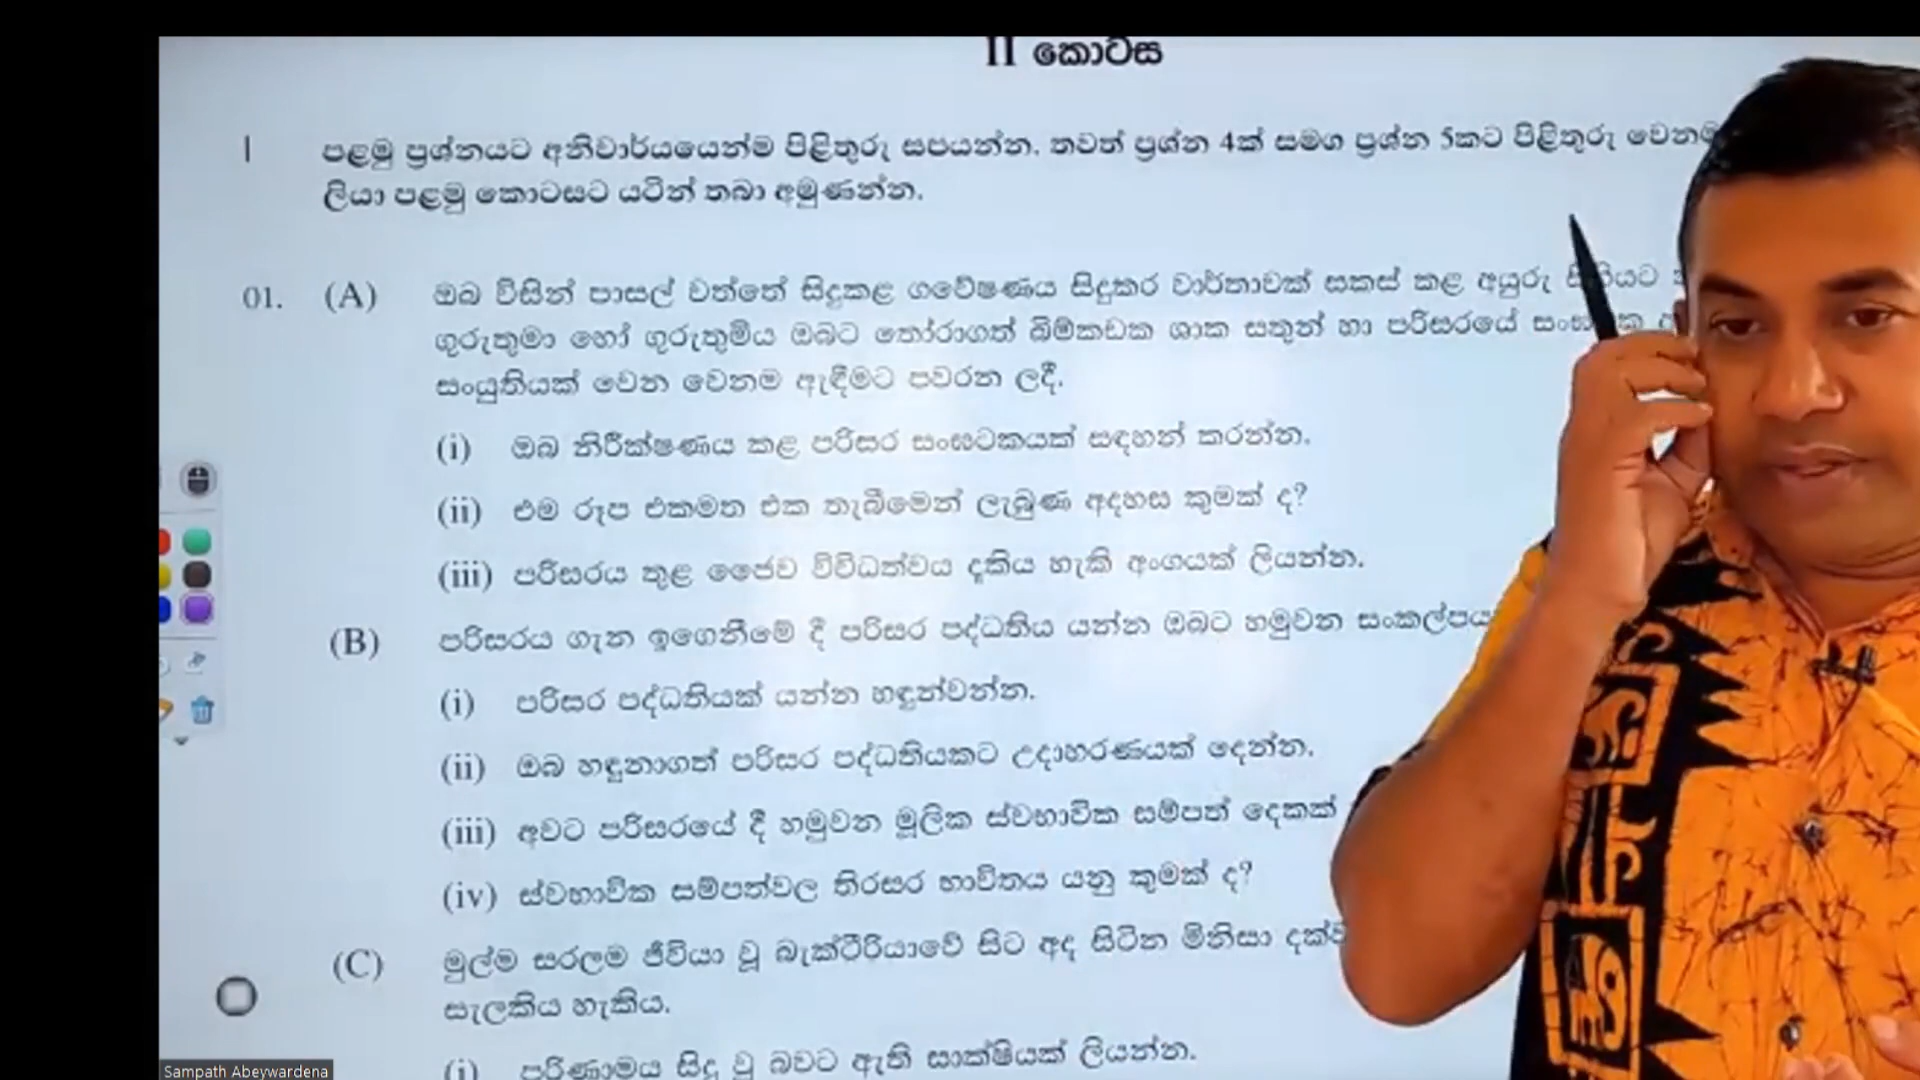 II කොටස
පළමු ප්‍රශ්නයට අනිවාර්යයෙන්ම පිළිතුරු සපයන්න. තවත් ප්‍රශ්න 4ක් සමග ප්‍රශ්න 5කට පිළිතුරු
ලියා පළමු කොටසට යටින් තබා අමුණන්න.
01. (A) ඔබ විසින් පාසල් වත්තේ සිදුකළ ගවේෂණය සිදුකර වාර්තාවක් සකස් කළ අයුරු
ගුරුතුමා හෝ ගුරුතුමිය ඔබට තෝරාගත් බිම්කඩක ශාක සතුන් හා පරිසරයේ
සංයුතියක් වෙන වෙනම ඇඳීමට පවරන ලදී.
(i) ඔබ නිරීක්ෂණය කළ පරිසර සංඝටකයක් සඳහන් කරන්න.
(ii) එම රූප එකමත එක තැබීමෙන් ලැබුණ අදහස කුමක් ද?
(iii) පරිසරය තුළ ජෛව විවිධත්වය දැකිය හැකි අංගයක් ලියන්න.
(B) පරිසරය ගැන ඉගෙනීමේ දී පරිසර පද්ධතිය යන්න ඔබට හමුවන
(i) පරිසර පද්ධතියක් යන්න හඳුන්වන්න.
(ii) ඔබ හඳුනාගත් පරිසර පද්ධතියකට උදාහරණයක් දෙන්න.
(iii) අවට පරිසරයේ දී හමුවන මූලික ස්වභාවික සම්පත් දෙකක්
(iv) ස්වභාවික සම්පත්වල තිරසර භාවිතය යනු කුමක් ද?
(C) මුල්ම සරලම ජීවියා වූ බැක්ටීරියාවේ සිට අද සිටින මිනිසා
සැලකිය හැකිය.
(i) පරිණාමය සිදු වූ බවට ඇති සාක්ෂියක් ලියන්න.
Sampath Abeywardena